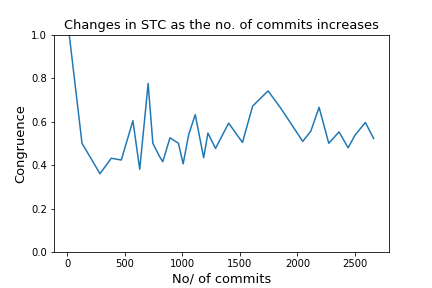 Changes in STC as the no. of commits increases
1.0
0.8
0.6
0.4
0.2
0.0
Congruence
0 500 1000 1500 2000 2500
No/ of commits